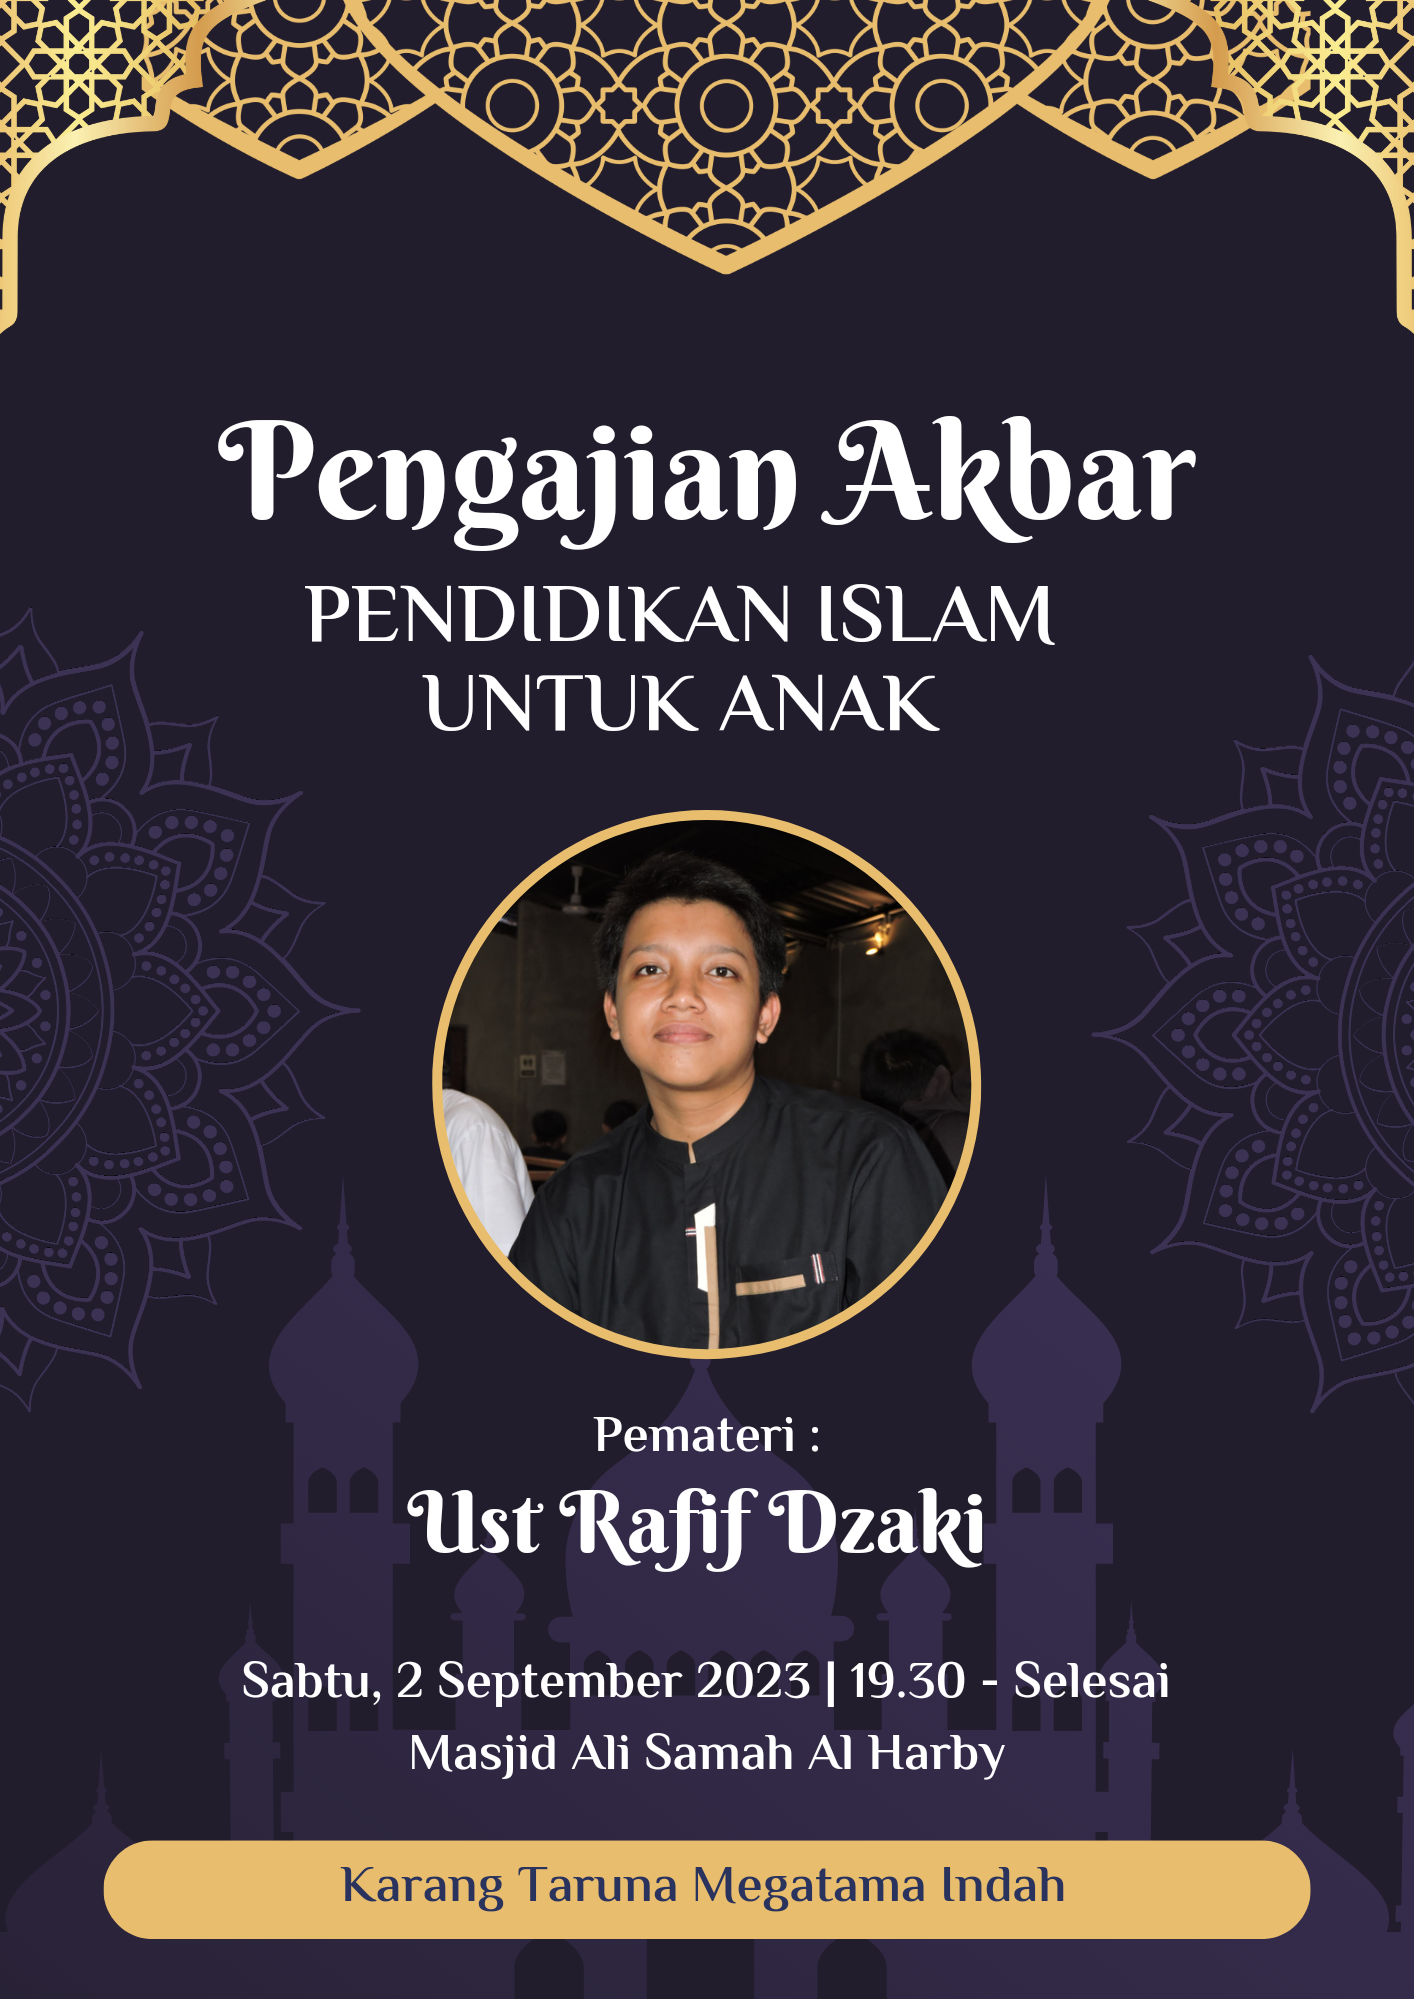 Pengajian Akbar
PENDIDIKAN ISLAM
UNTUK ANAK
Pemateri :
Ust Rafif Dzaki
Sabtu, 2 September 2023 | 19.30 - Selesai
Masjid Ali Samah Al Harby
Karang Taruna Megatama Indah